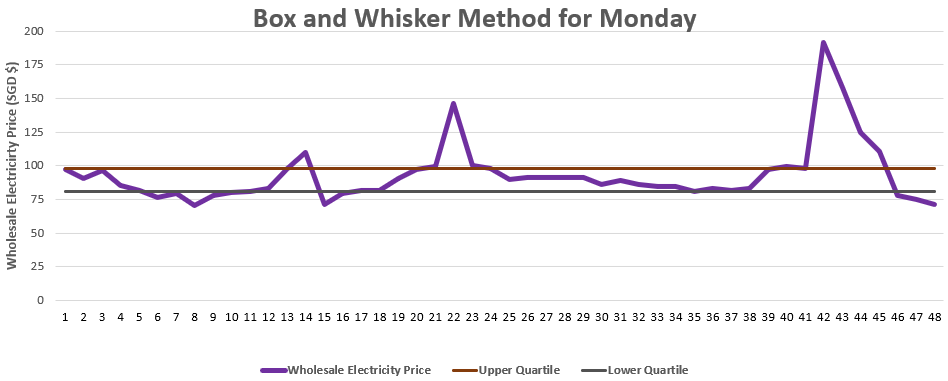 Box and Whisker Method for Monday
Wholesale Electricirty Price (SGD $)
200
175
150
125
100
75
50
25
0
1 2 3 4 5 6 7 8 9 10 11 12 13 14 15 16 17 18 19 20 21 22 23 24 25 26 27 28 29 30 31 32 33 34 35 36 37 38 39 40 41 42 43 44 45 46 47 48
Wholesale Electricity Price Upper Quartile Lower Quartile